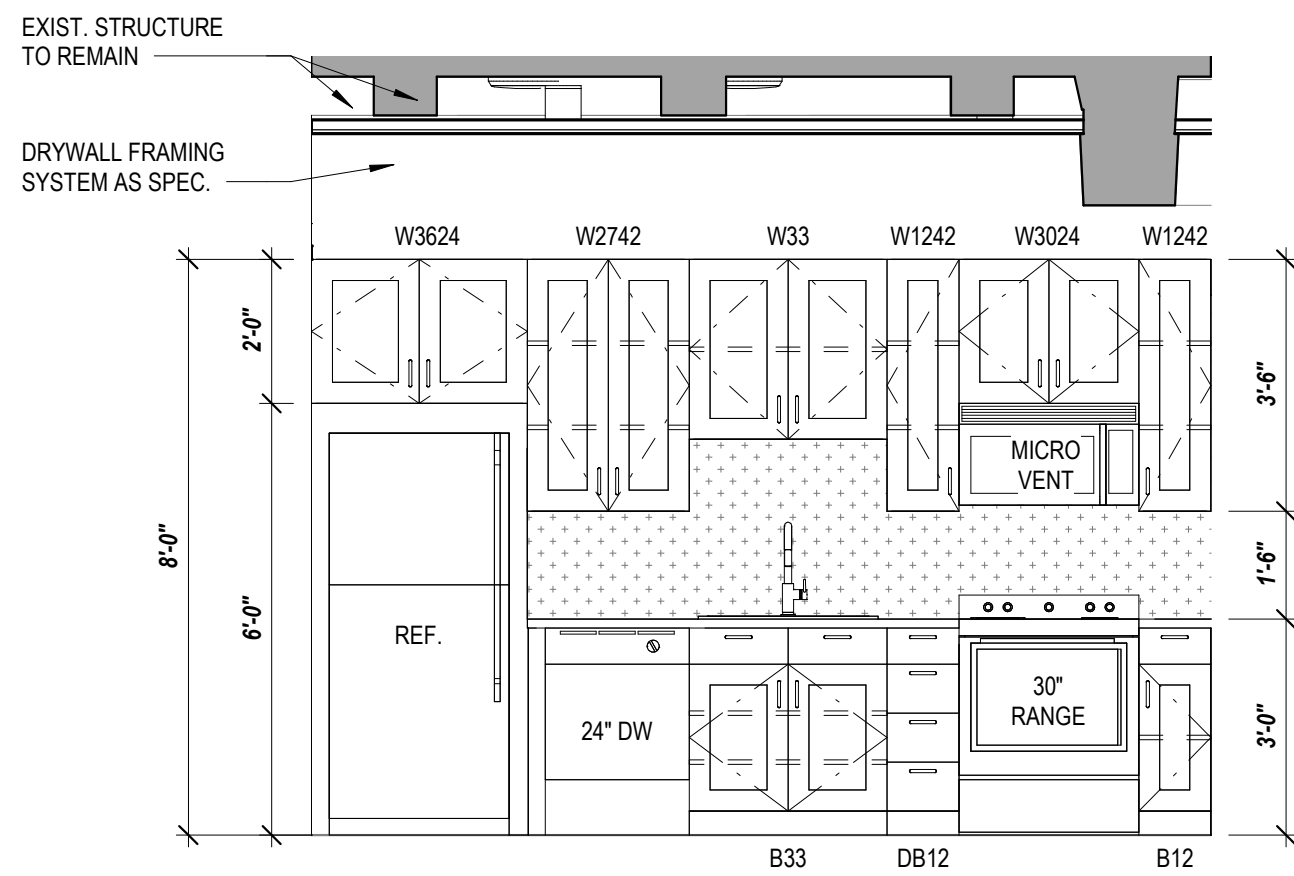 EXIST. STRUCTURE
TO REMAIN
DRYWALL FRAMING
SYSTEM AS SPEC.
W3624
W2742
W33
W1242
W3024
W1242
2'-0"
8'-0"
6'-0"
3'-6"
1'-6"
3'-0"
MICRO
VENT
REF.
24" DW
30"
RANGE
B33
DB12
B12